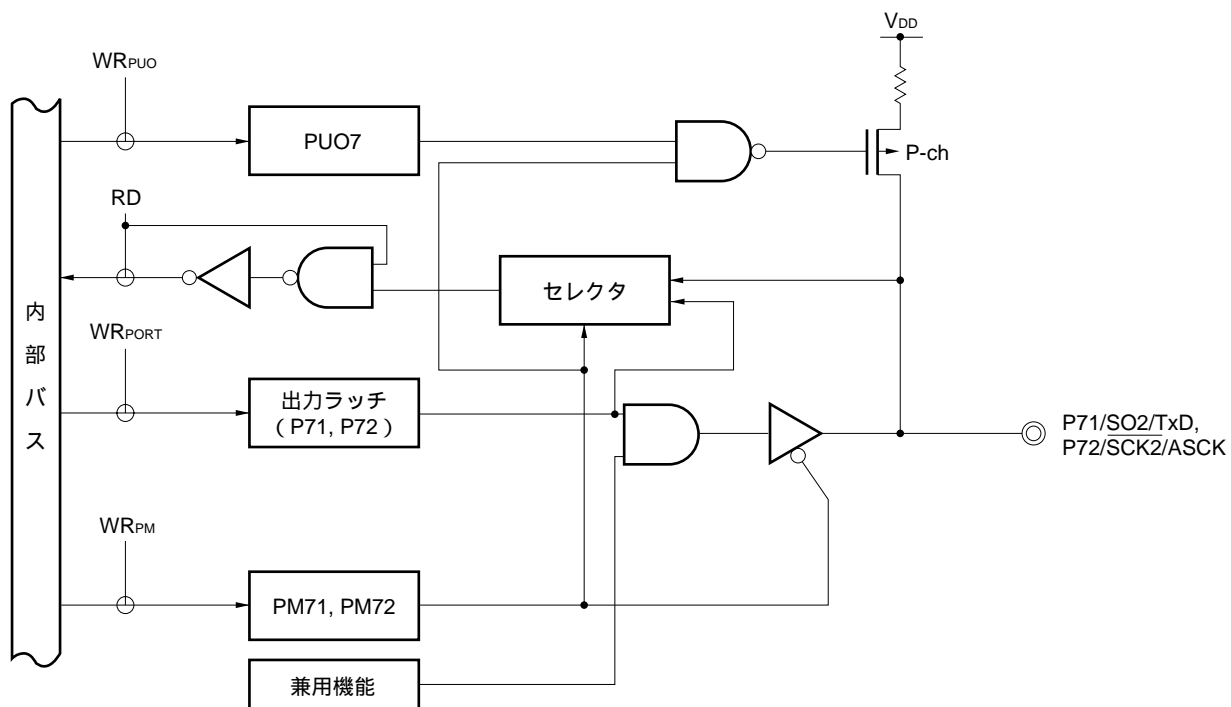 VDD
WRPUO
PUO7
P-ch
RD
セレクタ
内部バス
WRPORT
出力ラッチ
（P71, P72）
P71/SO2/TxD,
P72/SCK2/ASCK
WRPM
PM71, PM72
兼用機能